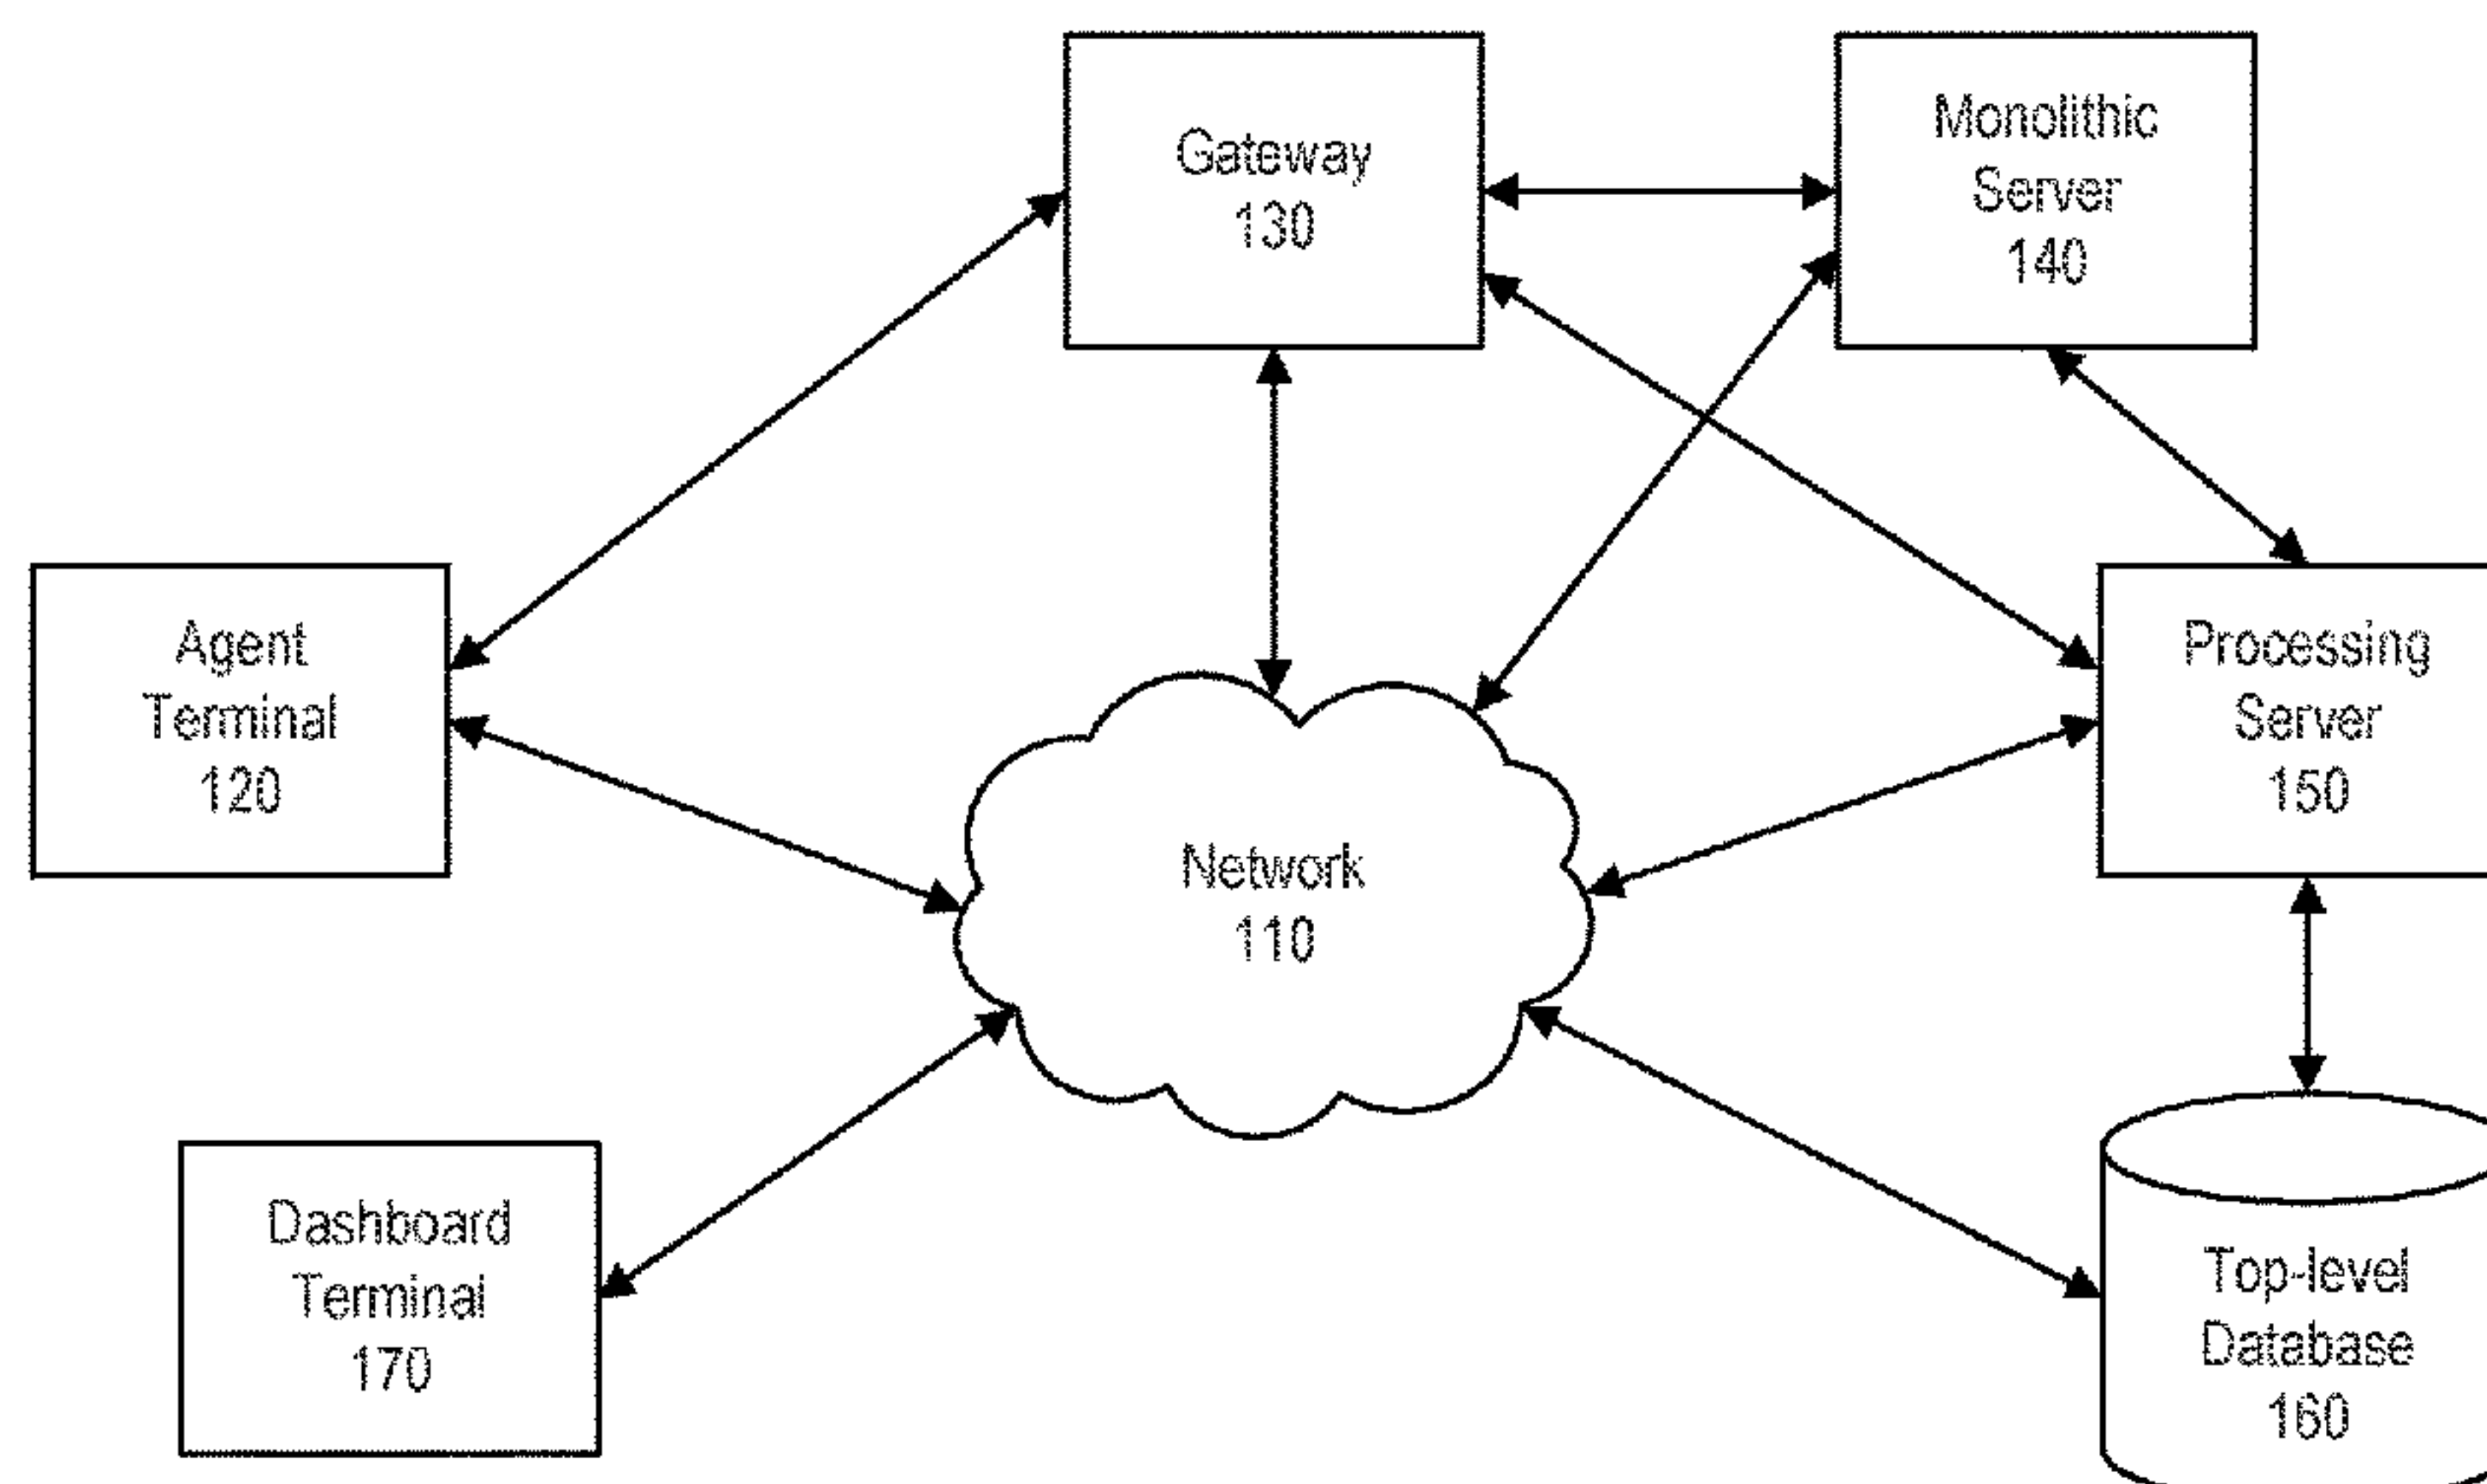 Gateway
130
Monolithic
Server
140
Agent
Terminal
120
Processing
Server
150
Network
110
Dashboard
Terminal
170
Top-level
Database
160